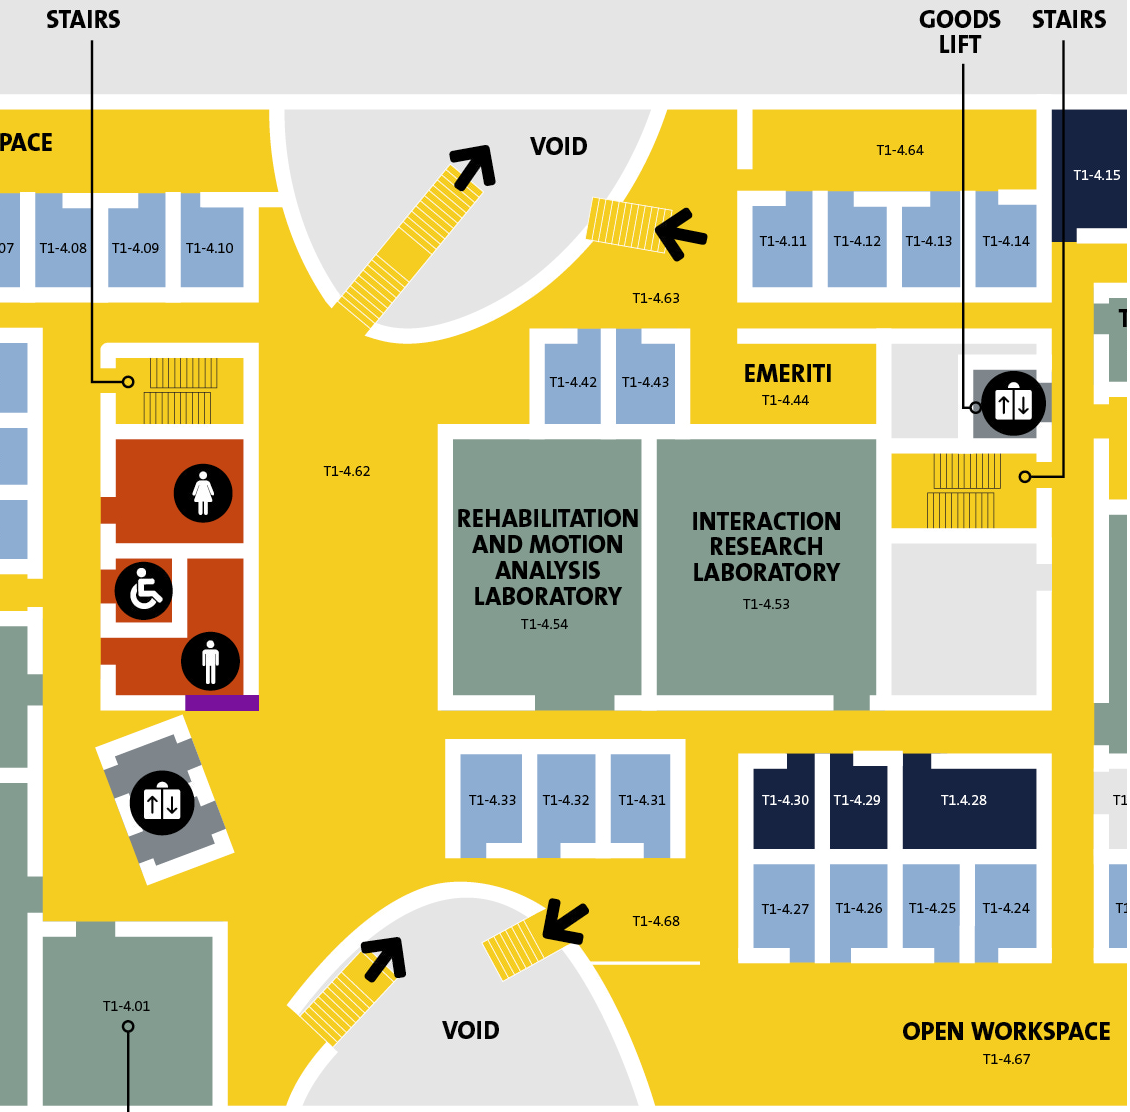 STAIRS
GOODS
LIFT
STAIRS
PACE
VOID
T1-4.64
T1-4.15
07
T1-4.08
T1-4.09
T1-4.10
T1-4.11
T1-4.12
T1-4.13
T1-4.14
T1-4.63
T
T1-4.42
T1-4.43
EMERITI
T1-4.44
T1-4.62
REHABILITATION
AND MOTION
ANALYSIS
LABORATORY
T1-4.54
INTERACTION
RESEARCH
LABORATORY
T1-4.53
T1-4.33
T1-4.32
T1-4.31
T1-4.30
T1-4.29
T1.4.28
T1
T1-4.27
T1-4.26
T1-4.25
T1-4.24
T1
T1-4.68
T1-4.01
VOID
OPEN WORKSPACE
T1-4.67